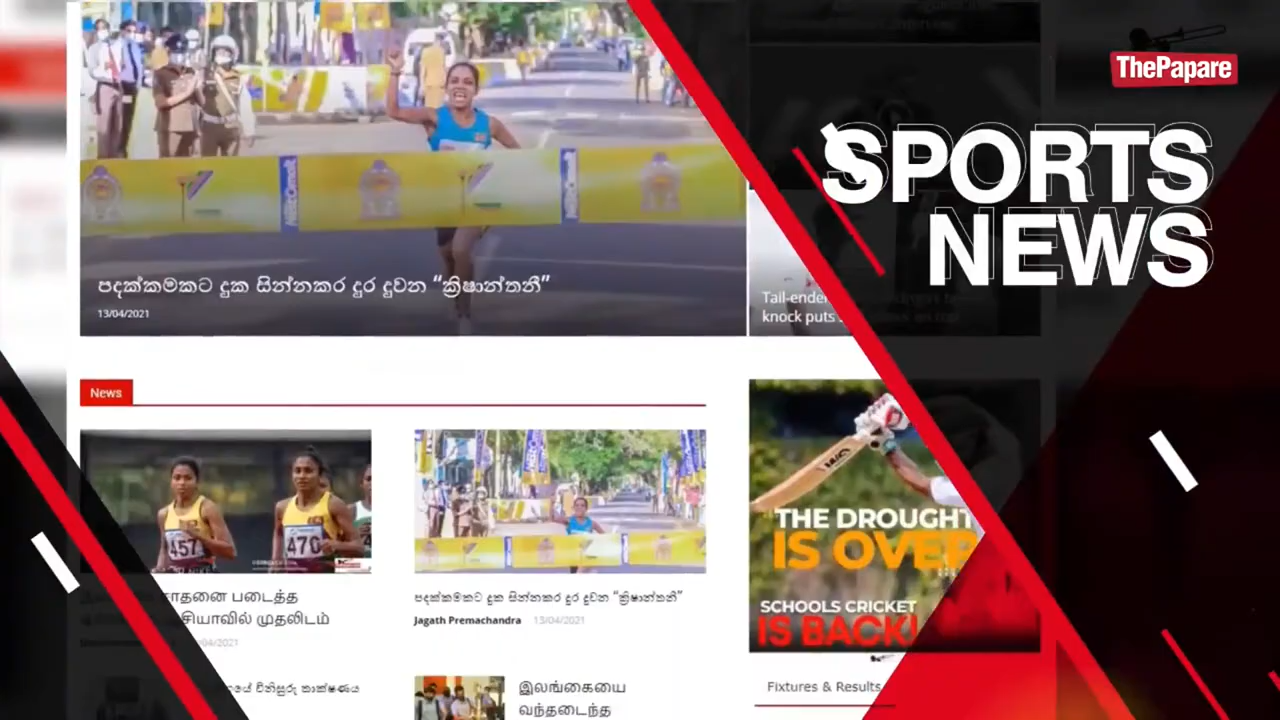 ThePapare
SPORTS
NEWS
පදක්කමකට දුක සින්නකර දුර දුවන “ක්‍රිෂාන්තනී”
13/04/2021
Tail-ender
knock puts
News
457
470
THE DROUGHT
IS OVER
SCHOOLS CRICKET
IS BACK!
படைத்த
முதலிடம்
04/2021
පදක්කමකට දුක සින්නකර දුර දුවන “ක්‍රිෂාන්තනී”
Jagath Premachandra 13/04/2021
විනිසුරු තාක්ෂණය
இலங்கையை
வந்தடைந்த
Fixtures & Results